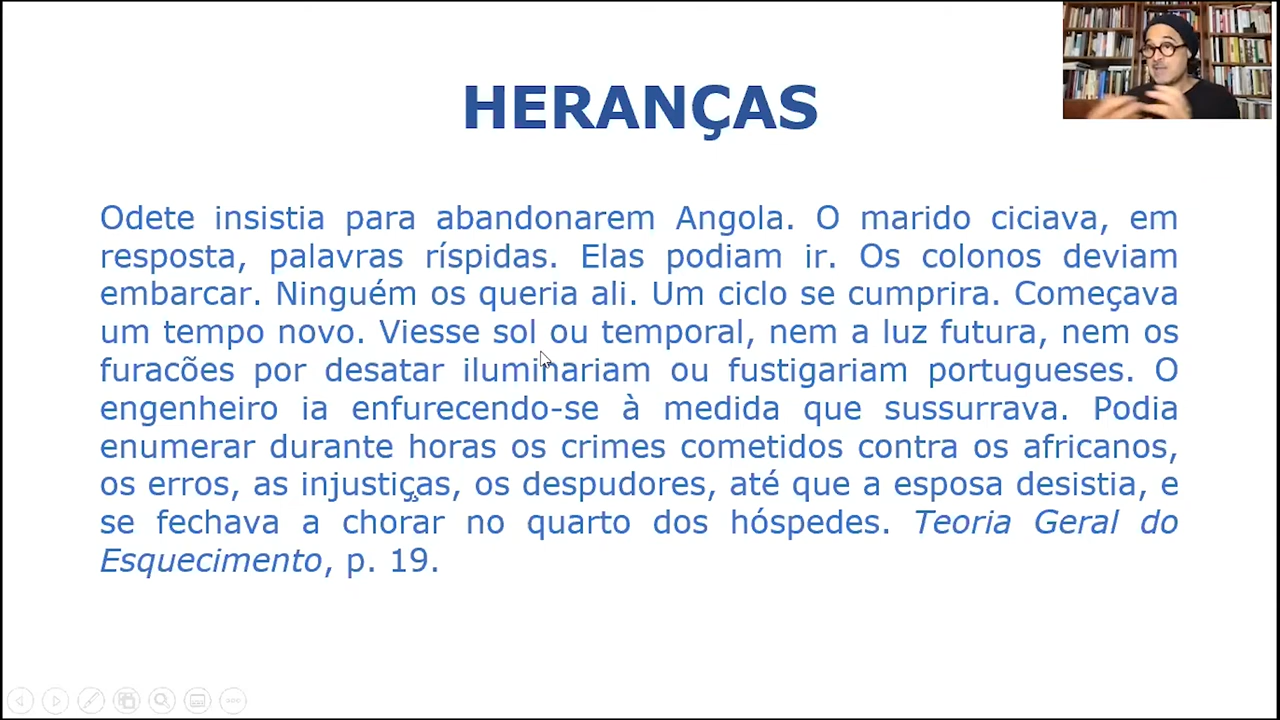 HERANÇAS
Odete insistia para abandonarem Angola. O marido ciciava, em
resposta, palavras ríspidas. Elas podiam ir. Os colonos deviam
embarcar. Ninguém os queria ali. Um ciclo se cumprira. Começava
um tempo novo. Viesse sol ou temporal, nem a luz futura, nem os
furacões por desatar iluminariam ou fustigariam portugueses. O
engenheiro ia enfurecendo-se à medida que sussurrava. Podia
enumerar durante horas os crimes cometidos contra os africanos,
os erros, as injustiças, os despudores, até que a esposa desistia, e
se fechava a chorar no quarto dos hóspedes. Teoria Geral do
Esquecimento, p. 19.